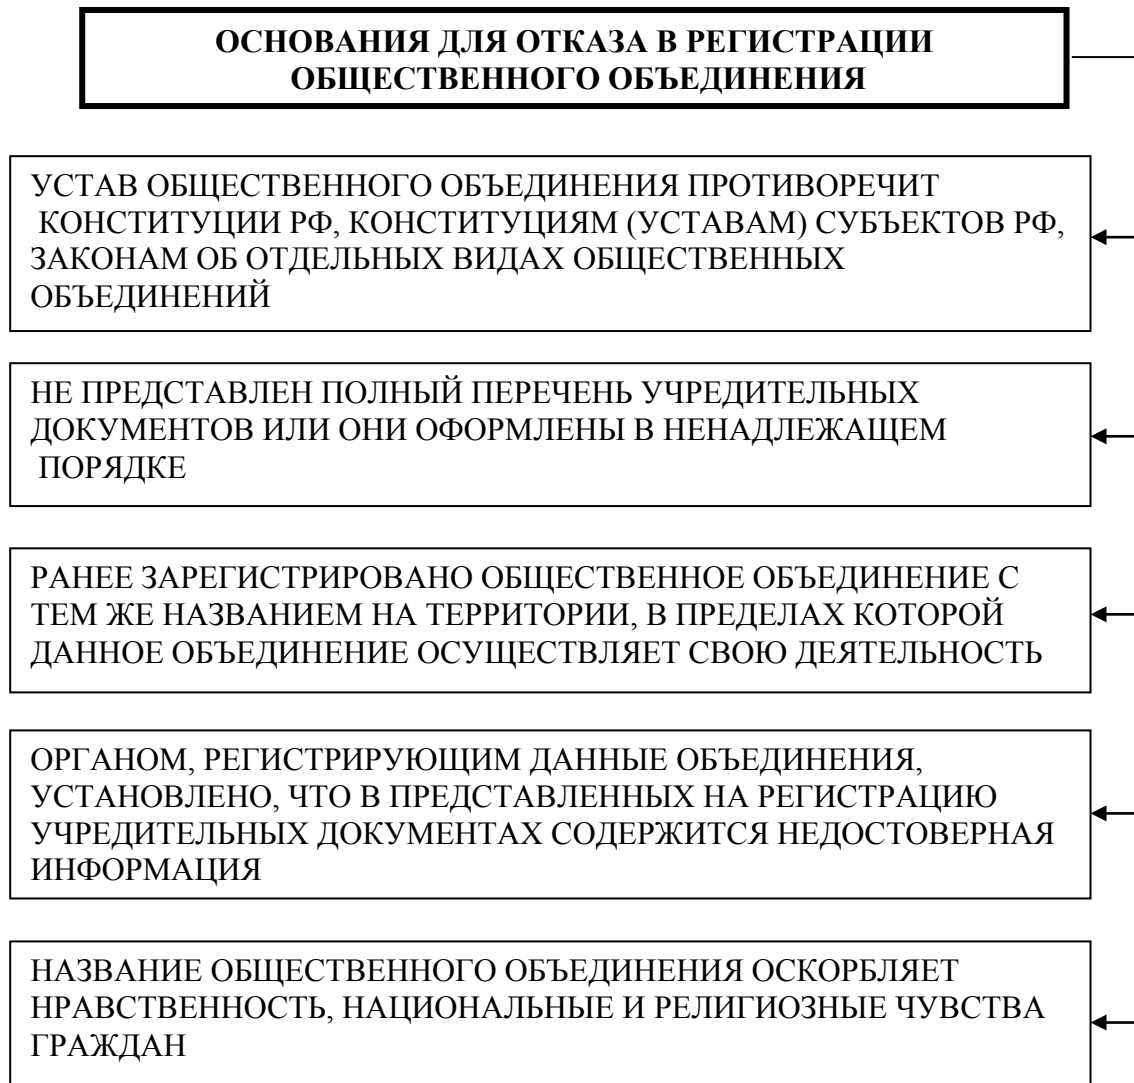 ОСНОВАНИЯ ДЛЯ ОТКАЗА В РЕГИСТРАЦИИ
ОБЩЕСТВЕННОГО ОБЪЕДИНЕНИЯ
УСТАВ ОБЩЕСТВЕННОГО ОБЪЕДИНЕНИЯ ПРОТИВОРЕЧИТ
КОНСТИТУЦИИ РФ, КОНСТИТУЦИЯМ (УСТАВАМ) СУБЪЕКТОВ РФ,
ЗАКОНАМ ОБ ОТДЕЛЬНЫХ ВИДАХ ОБЩЕСТВЕННЫХ
ОБЪЕДИНЕНИЙ
НЕ ПРЕДСТАВЛЕН ПОЛНЫЙ ПЕРЕЧЕНЬ УЧРЕДИТЕЛЬНЫХ
ДОКУМЕНТОВ ИЛИ ОНИ ОФОРМЛЕНЫ В НЕНАДЛЕЖАЩЕМ
ПОРЯДКЕ
РАНЕЕ ЗАРЕГИСТРИРОВАНО ОБЩЕСТВЕННОЕ ОБЪЕДИНЕНИЕ С
ТЕМ ЖЕ НАЗВАНИЕМ НА ТЕРРИТОРИИ, В ПРЕДЕЛАХ КОТОРОЙ
ДАННОЕ ОБЪЕДИНЕНИЕ ОСУЩЕСТВЛЯЕТ СВОЮ ДЕЯТЕЛЬНОСТЬ
ОРГАНОМ, РЕГИСТРИРУЮЩИМ ДАННЫЕ ОБЪЕДИНЕНИЯ,
УСТАНОВЛЕНО, ЧТО В ПРЕДСТАВЛЕННЫХ НА РЕГИСТРАЦИЮ
УЧРЕДИТЕЛЬНЫХ ДОКУМЕНТАХ СОДЕРЖИТСЯ НЕДОСТОВЕРНАЯ
ИНФОРМАЦИЯ
НАЗВАНИЕ ОБЩЕСТВЕННОГО ОБЪЕДИНЕНИЯ ОСКОРБЛЯЕТ
НРАВСТВЕННОСТЬ, НАЦИОНАЛЬНЫЕ И РЕЛИГИОЗНЫЕ ЧУВСТВА
ГРАЖДАН